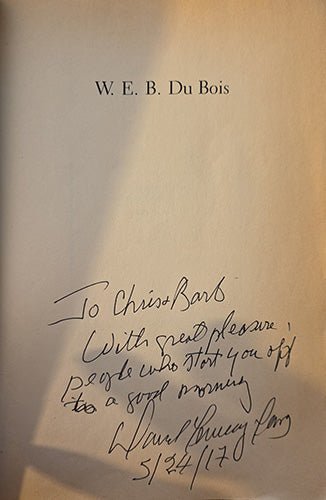 W. E. B. Du Bois
To Chris & Barb
With great pleasure,
people who start you off
to a good morning
David Levering Lewis
5/24/17